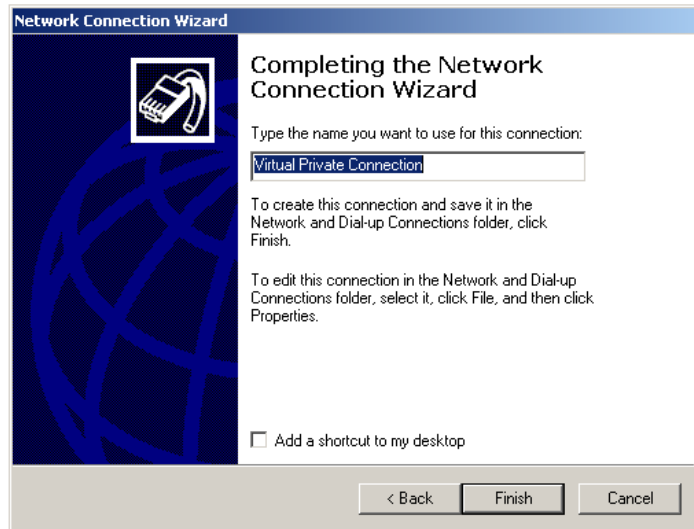 Network Connection Wizard
Completing the Network
Connection Wizard
Type the name you want to use for this connection:
Virtual Private Connection
To create this connection and save it in the
Network and Dial-up Connections folder, click
Finish.
To edit this connection in the Network and Dial-up
Connections folder, select it, click File, and then click
Properties.
Add a shortcut to my desktop
< Back
Finish
Cancel